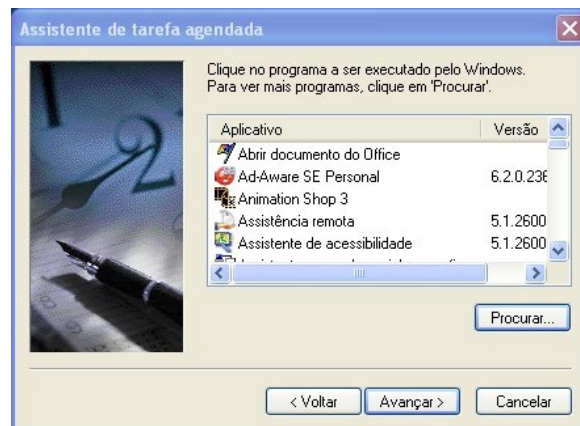 Assistente de tarefa agendada
Clique no programa a ser executado pelo Windows.
Para ver mais programas, clique em 'Procurar'.
Aplicativo Versão
Abrir documento do Office
Ad-Aware SE Personal 6.2.0.236
Animation Shop 3
Assistência remota 5.1.2600
Assistente de acessibilidade 5.1.2600
Procurar...
< Voltar Avançar > Cancelar